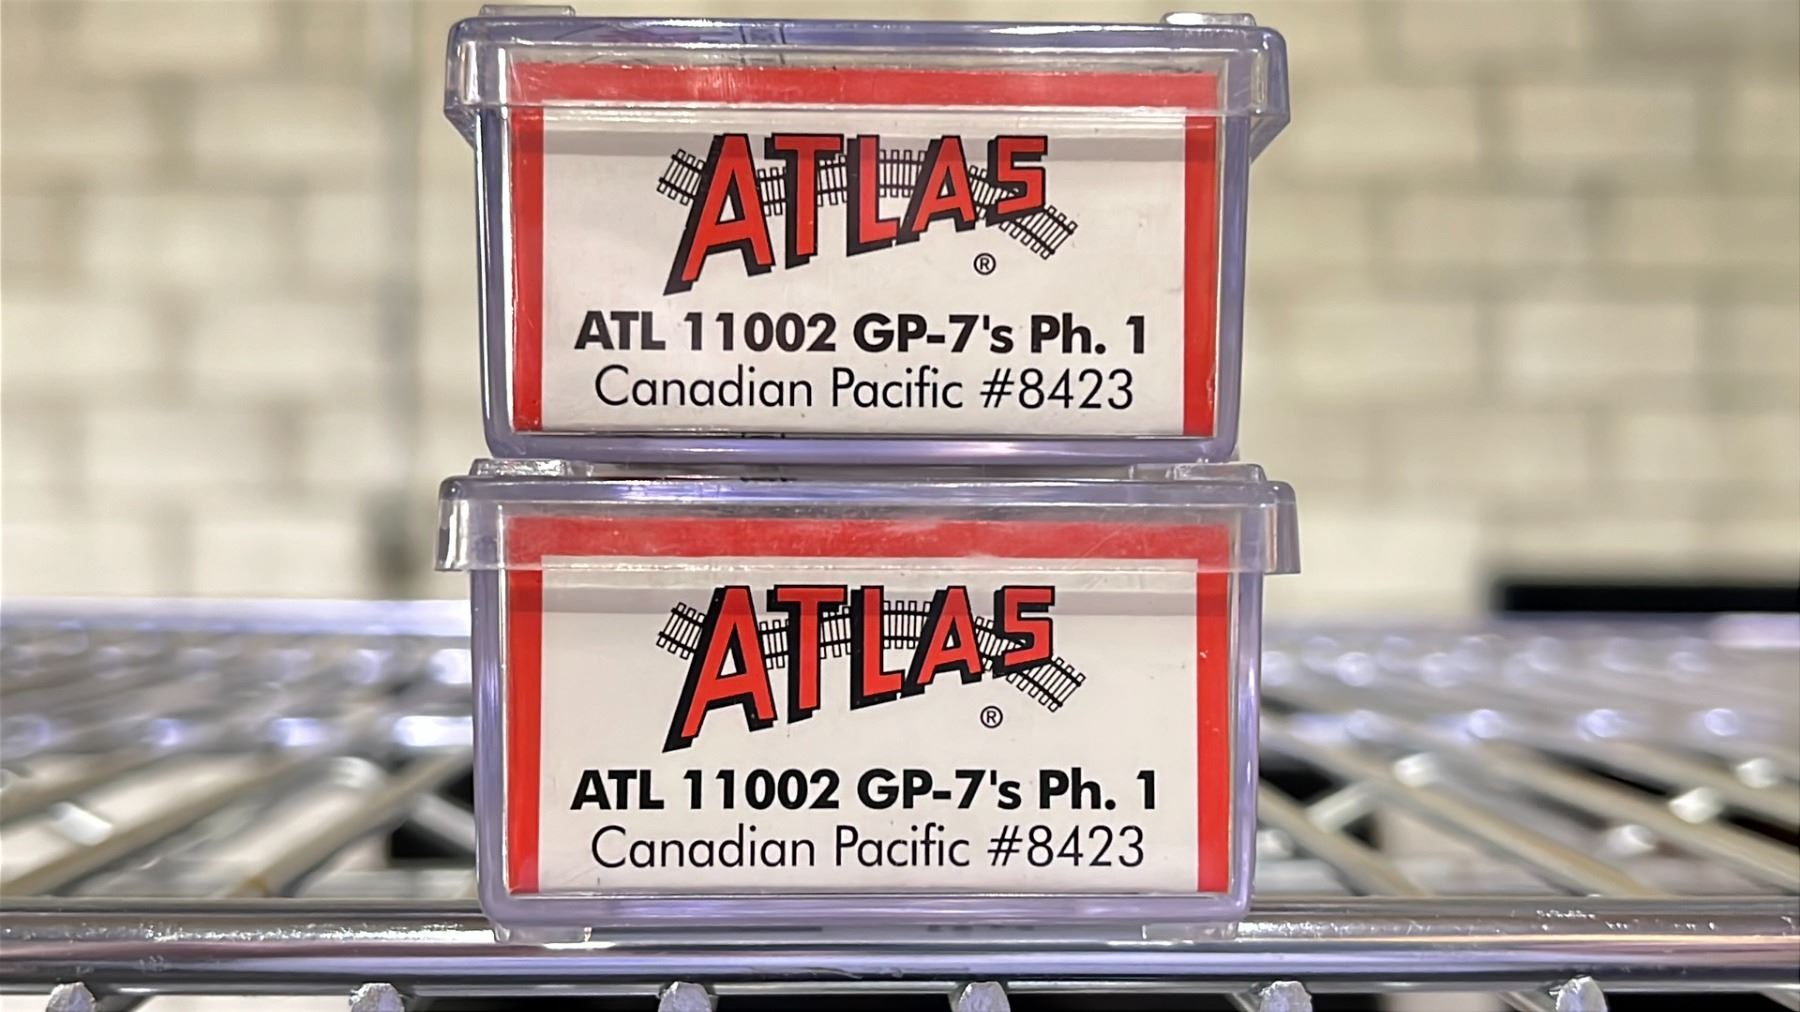 ATLAS
®
ATL 11002 GP-7's Ph. 1
Canadian Pacific #8423
ATLAS
®
ATL 11002 GP-7's Ph. 1
Canadian Pacific #8423